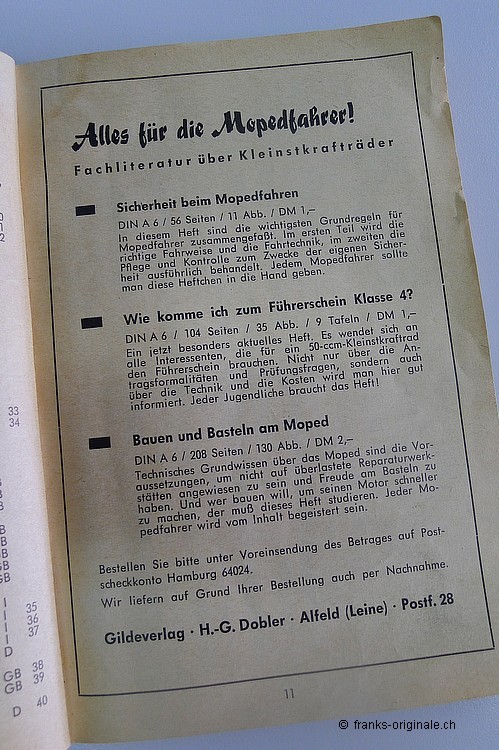 Alles für die Mopedfahrer!
Fachliteratur über Kleinstkrafträder
Sicherheit beim Mopedfahren
DIN A 6 / 56 Seiten / 11 Abb. / DM 1,–
In diesem Heft sind die wichtigsten Grundregeln für
Mopedfahrer zusammengefaßt. Im ersten Teil wird die
richtige Fahrweise und die Fahrtechnik, im zweiten die
Pflege und Kontrolle zum Zwecke der eigenen Sicher-
heit ausführlich behandelt. Jedem Mopedfahrer sollte
man diese Heftchen in die Hand geben.
Wie komme ich zum Führerschein Klasse 4?
DIN A 6 / 104 Seiten / 35 Abb. / 9 Tafeln / DM 1,–
Ein jetzt besonders aktuelles Heft. Es wendet sich an
alle Interessenten, die für ein 50-ccm-Kleinstkraftrad
den Führerschein brauchen. Nicht nur über die An-
tragsformalitäten und Prüfungsfragen, sondern auch
über die Technik und die Kosten wird man hier gut
informiert. Jeder Jugendliche braucht das Heft!
Bauen und Basteln am Moped
DIN A 6 / 208 Seiten / 130 Abb. / DM 2,–
Technisches Grundwissen über das Moped sind die Vor-
aussetzungen, um nicht auf überlastete Reparaturwerk-
stätten angewiesen zu sein und Freude am Basteln zu
haben. Und wer bauen will, um seinen Motor schneller
zu machen, der muß dieses Heft studieren. Jeder Mo-
pedfahrer wird vom Inhalt begeistert sein.
Bestellen Sie bitte unter Voreinsendung des Betrages auf Post-
scheckkonto Hamburg 64024.
Wir liefern auf Grund Ihrer Bestellung auch per Nachnahme.
Gildeverlag · H.-G. Dobler · Alfeld (Leine) · Postf. 28
11
33
34
I 35
I 36
I 37
D
GB 38
GB 39
D 40
© franks-originale.ch